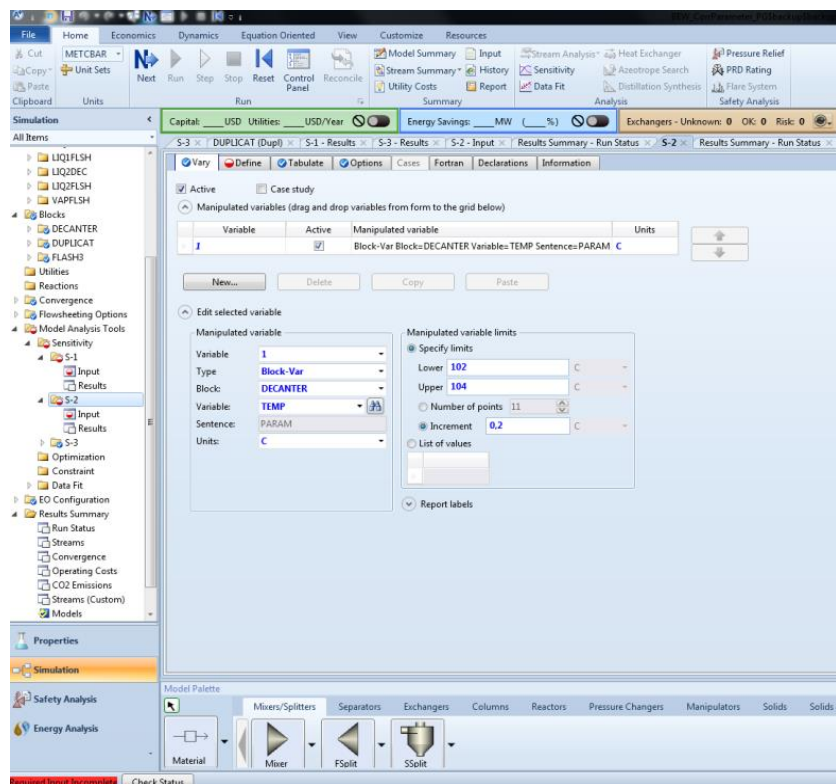 File Home Economics Dynamics Equation Oriented View Customize Resources
Cut METCBAR Model Summary Input Stream Analysis Heat Exchanger Pressure Relief
Copy Unit Sets Stream Summary History Sensitivity Azeotrope Search PRD Rating
Paste Next Run Step Stop Reset Control Panel Reconcile Utility Costs Report Data Fit Distillation Synthesis Flare System
Clipboard Units Run Summary Analysis Safety Analysis
Simulation Capital: USD Utilities: USD/Year Energy Savings: MW ( %) Exchangers - Unknown: 0 OK: 0 Risk: 0
All Items S-3 DUPLICAT (Dupl) S-1 - Results S-3 - Results S-2 - Input Results Summary - Run Status S-2 Results Summary - Run Status
Vary Define Tabulate Options Cases Fortran Declarations Information
LIQ1FLSH
LIQ2DEC
LIQ2FLSH
VAPFLSH
Blocks
DECANTER
DUPLICAT
FLASH3
Utilities
Reactions
Convergence
Flowsheeting Options
Model Analysis Tools
Sensitivity
S-1
Input
Results
S-2
Input
Results
S-3
Optimization
Constraint
Data Fit
EO Configuration
Results Summary
Run Status
Streams
Convergence
Operating Costs
CO2 Emissions
Streams (Custom)
Models
Properties
Simulation
Safety Analysis
Energy Analysis
Active Case study
Manipulated variables (drag and drop variables from form to the grid below)
Variable Active Manipulated variable Units
1 Block-Var Block=DECANTER Variable=TEMP Sentence=PARAM C
New... Delete Copy Paste
Edit selected variable
Manipulated variable
Variable 1
Type Block-Var
Block: DECANTER
Variable: TEMP
Sentence: PARAM
Units: C
Manipulated variable limits
Specify limits
Lower 102 C
Upper 104 C
Number of points 11
Increment 0,2 C
List of values
Report labels
Model Palette
Mixers/Splitters Separators Exchangers Columns Reactors Pressure Changers Manipulators Solids Solids
Material Mixer FSplit SSplit
Required Input Incomplete Check Status